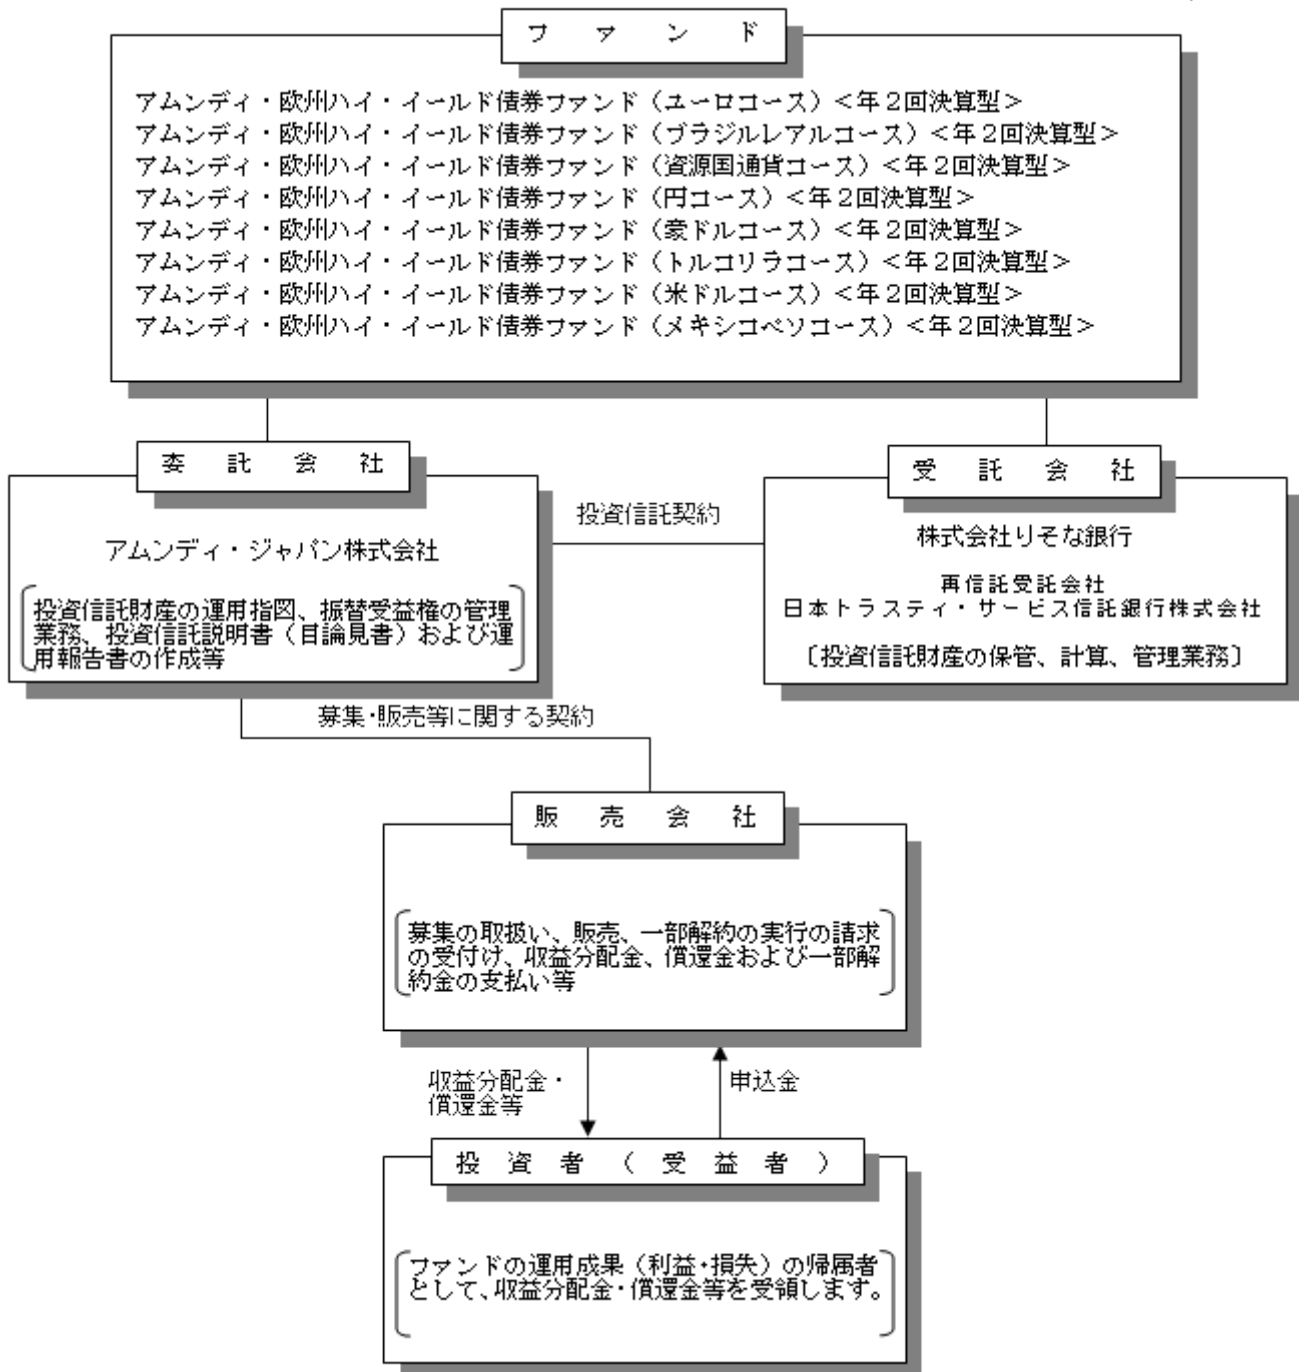 ファンド
アムンディ・欧州ハイ・イールド債券ファンド（ユーロコース）＜年２回決算型＞
アムンディ・欧州ハイ・イールド債券ファンド（ブラジルレアルコース）＜年２回決算型＞
アムンディ・欧州ハイ・イールド債券ファンド（資源国通貨コース）＜年２回決算型＞
アムンディ・欧州ハイ・イールド債券ファンド（円コース）＜年２回決算型＞
アムンディ・欧州ハイ・イールド債券ファンド（豪ドルコース）＜年２回決算型＞
アムンディ・欧州ハイ・イールド債券ファンド（トルコリラコース）＜年２回決算型＞
アムンディ・欧州ハイ・イールド債券ファンド（米ドルコース）＜年２回決算型＞
アムンディ・欧州ハイ・イールド債券ファンド（メキシコペソコース）＜年２回決算型＞
委託会社
アムンディ・ジャパン株式会社
投資信託財産の運用指図、振替受益権の管理
業務、投資信託説明書（目論見書）および運
用報告書の作成等
投資信託契約
受託会社
株式会社りそな銀行
再信託受託会社
日本トラスティ・サービス信託銀行株式会社
〔投資信託財産の保管、計算、管理業務〕
募集・販売等に関する契約
販売会社
募集の取扱い、販売、一部解約の実行の請求
の受付け、収益分配金、償還金および一部解
約金の支払い等
収益分配金・
償還金等
申込金
投資者（受益者）
ファンドの運用成果（利益・損失）の帰属者
として、収益分配金・償還金等を受領します。